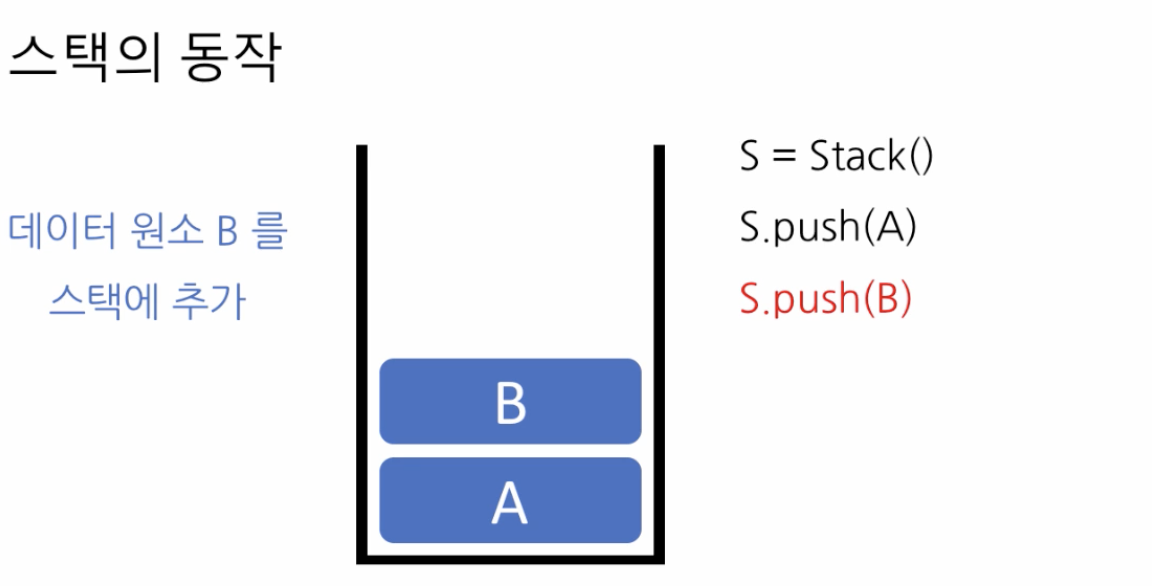 스택의 동작
데이터 원소 B 를
스택에 추가
B
A
S = Stack()
S.push(A)
S.push(B)